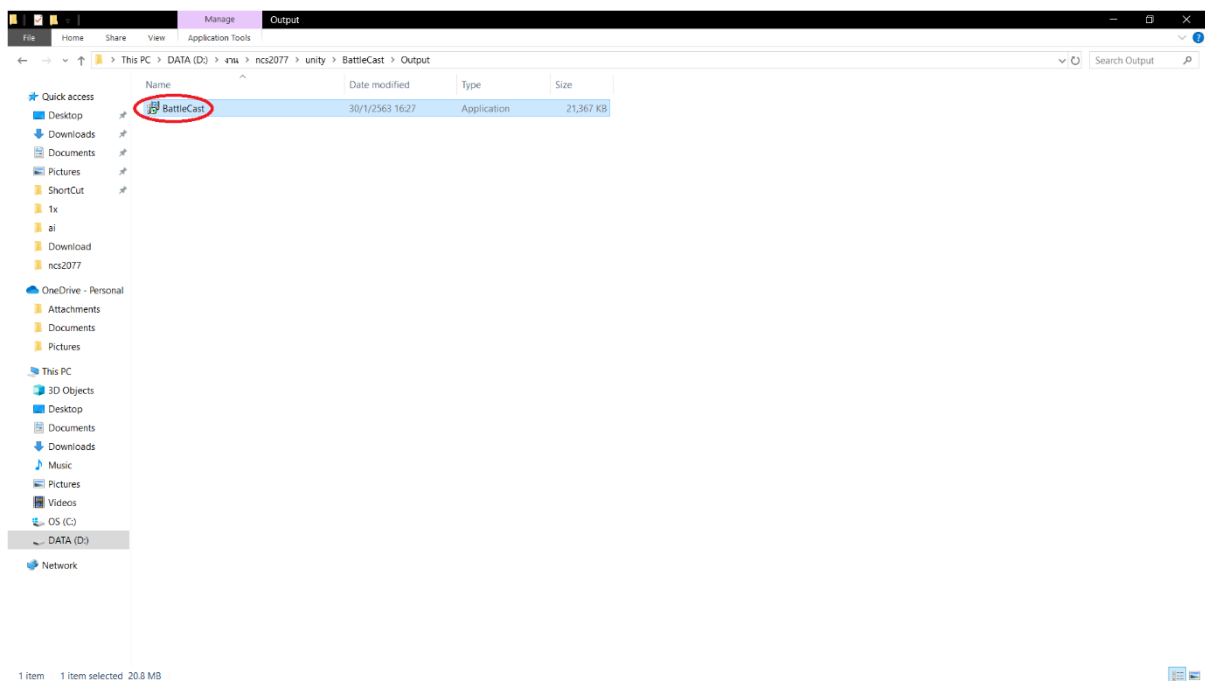 Manage Output
File Home Share View Application Tools
This PC > DATA (D:) > งาน > ncs2077 > unity > BattleCast > Output
Search Output
Name Date modified Type Size
BattleCast 30/1/2563 16:27 Application 21,367 KB
Quick access
Desktop
Downloads
Documents
Pictures
ShortCut
1x
ai
Download
ncs2077
OneDrive - Personal
Attachments
Documents
Pictures
This PC
3D Objects
Desktop
Documents
Downloads
Music
Pictures
Videos
OS (C:)
DATA (D:)
Network
1 item 1 item selected 20.8 MB